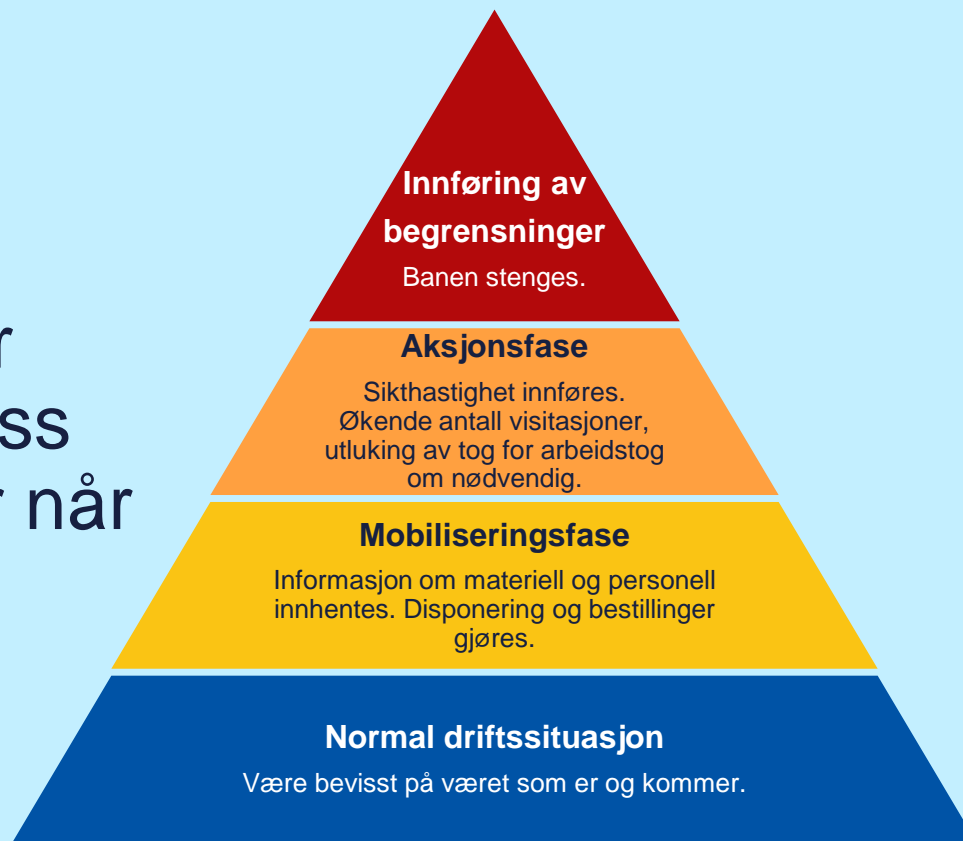 r
ss
r når
Innføring av
begrensninger
Banen stenges.
Aksjonsfase
Sikthastighet innføres.
Økende antall visitasjoner,
utluking av tog for arbeidstog
om nødvendig.
Mobiliseringsfase
Informasjon om materiell og personell
innhentes. Disponering og bestillinger
gjøres.
Normal driftssituasjon
Være bevisst på været som er og kommer.